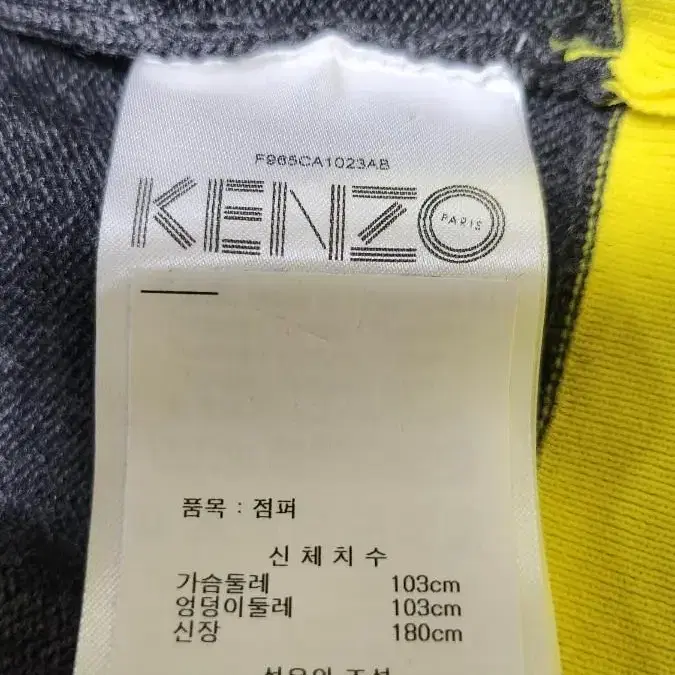 F965CA1023AB
KENZO
PARIS
품목 : 점퍼
신 체 치 수
가슴둘레 103cm
엉덩이둘레 103cm
신장 180cm